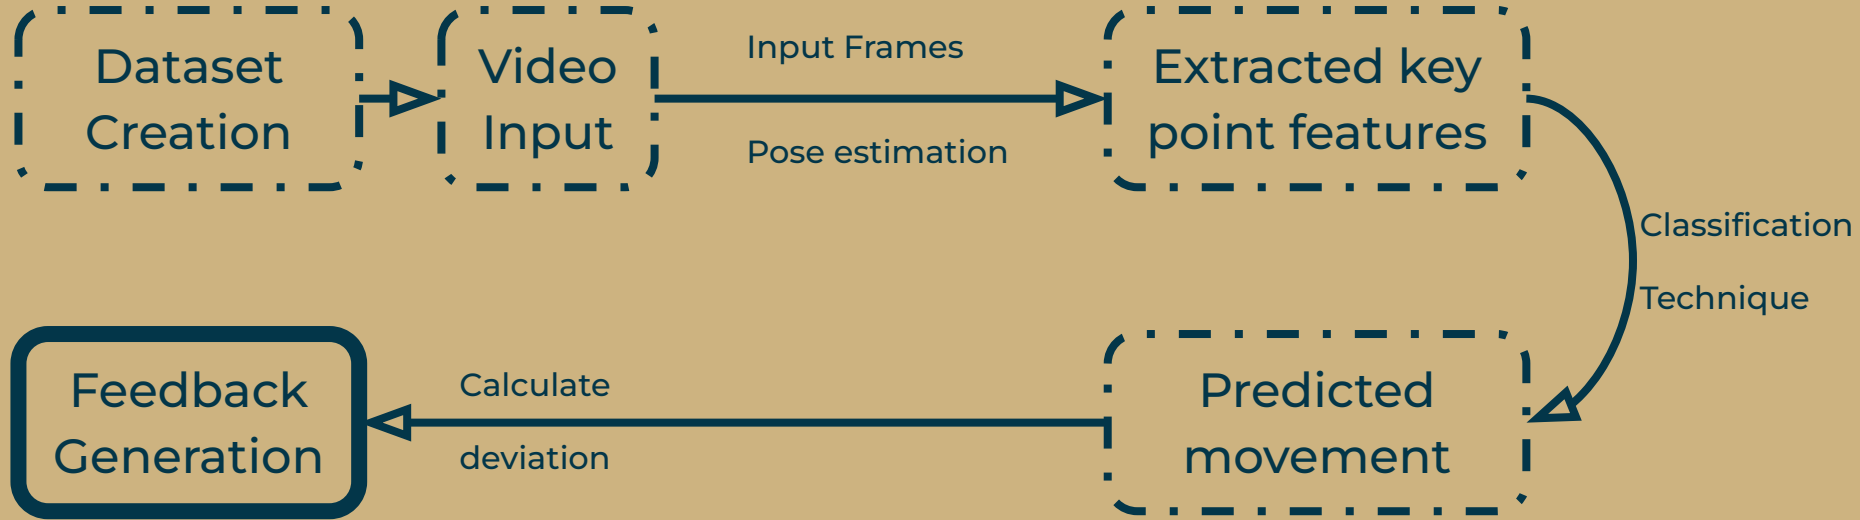 Dataset
Creation
Video
Input
Input Frames
Pose estimation
Extracted key
point features
Classification
Technique
Predicted
movement
Calculate
deviation
Feedback
Generation